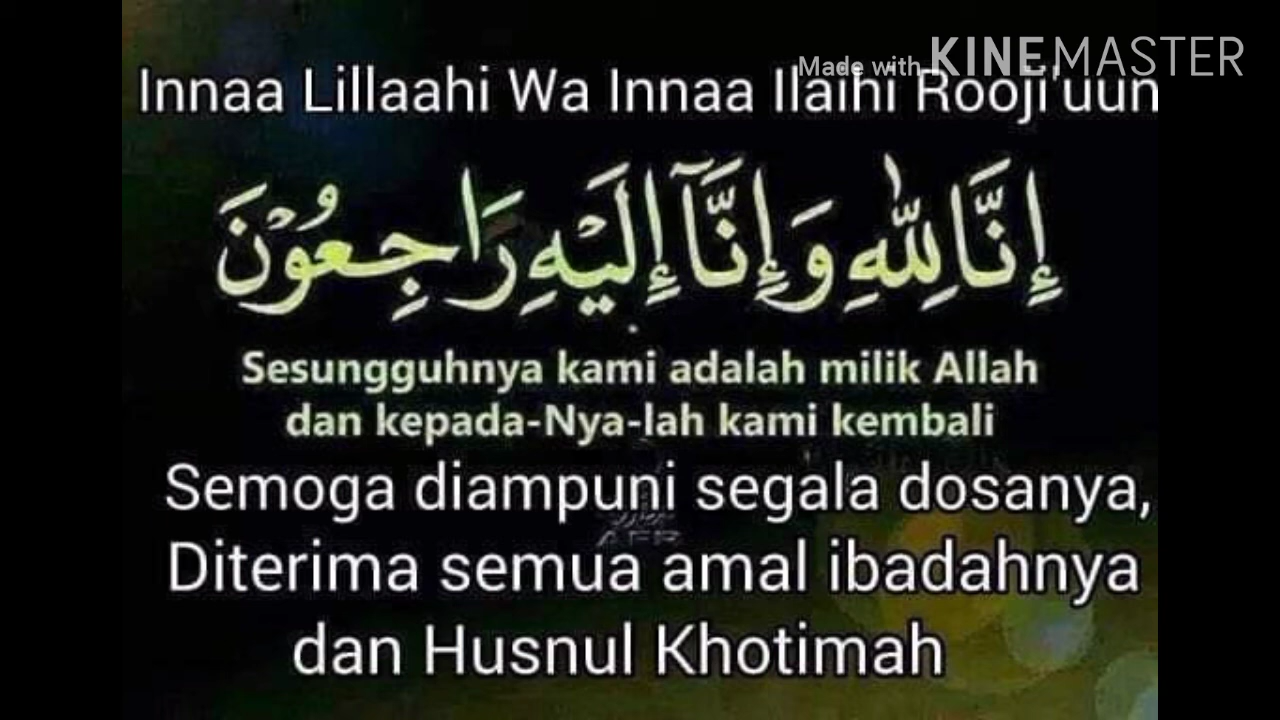 Made with KINEMASTER
Innaa Lillaahi Wa Innaa Ilaihi Rooji'uun
إِنَّا لِلّٰهِ وَإِنَّآ إِلَيْهِ رَاجِعُوْنَ
Sesungguhnya kami adalah milik Allah
dan kepada-Nya-lah kami kembali
Semoga diampuni segala dosanya,
Diterima semua amal ibadahnya
dan Husnul Khotimah